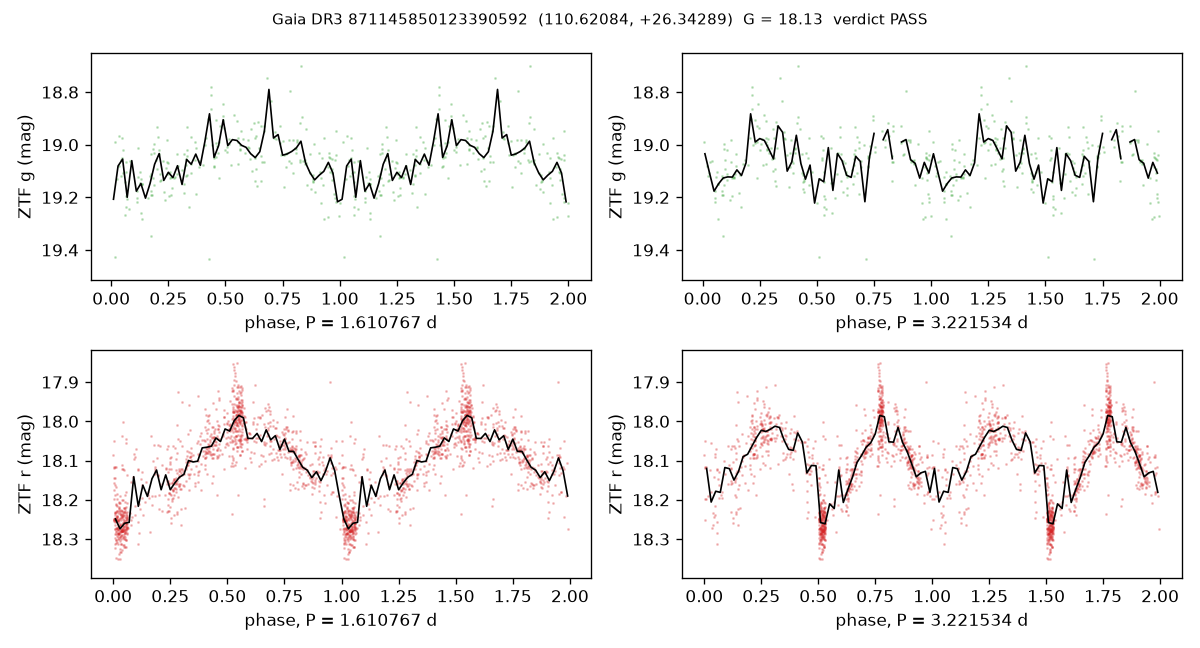 Gaia DR3 871145850123390592 (110.62084, +26.34289) G = 18.13 verdict PASS
ZTF g (mag)
18.8
19.0
19.2
19.4
0.00 0.25 0.50 0.75 1.00 1.25 1.50 1.75 2.00
phase, P = 1.610767 d
ZTF g (mag)
18.8
19.0
19.2
19.4
0.00 0.25 0.50 0.75 1.00 1.25 1.50 1.75 2.00
phase, P = 3.221534 d
ZTF r (mag)
17.9
18.0
18.1
18.2
18.3
0.00 0.25 0.50 0.75 1.00 1.25 1.50 1.75 2.00
phase, P = 1.610767 d
ZTF r (mag)
17.9
18.0
18.1
18.2
18.3
0.00 0.25 0.50 0.75 1.00 1.25 1.50 1.75 2.00
phase, P = 3.221534 d